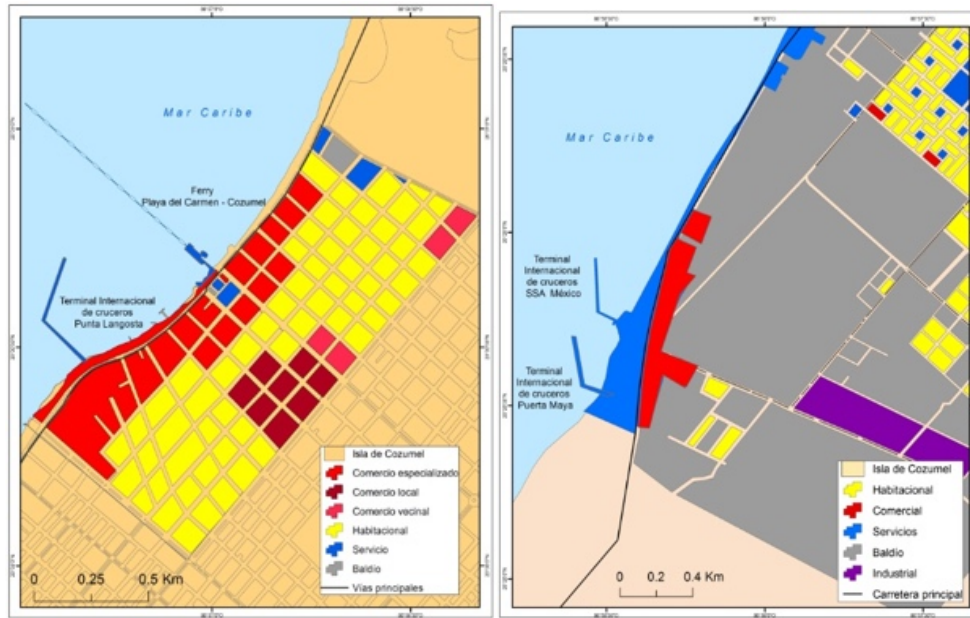 Mar Caribe
Ferry
Playa del Carmen - Cozumel
Terminal Internacional
de cruceros
Punta Langosta
Isla de Cozumel
Comercio especializado
Comercio local
Comercio vecinal
Habitacional
Servicio
Baldío
Vías principales
0 0.25 0.5 Km
Mar Caribe
Terminal
Internacional
de cruceros
SSA México
Terminal
Internacional
de cruceros
Puerta Maya
Isla de Cozumel
Habitacional
Comercial
Servicios
Baldío
Industrial
Carretera principal
0 0.2 0.4 Km